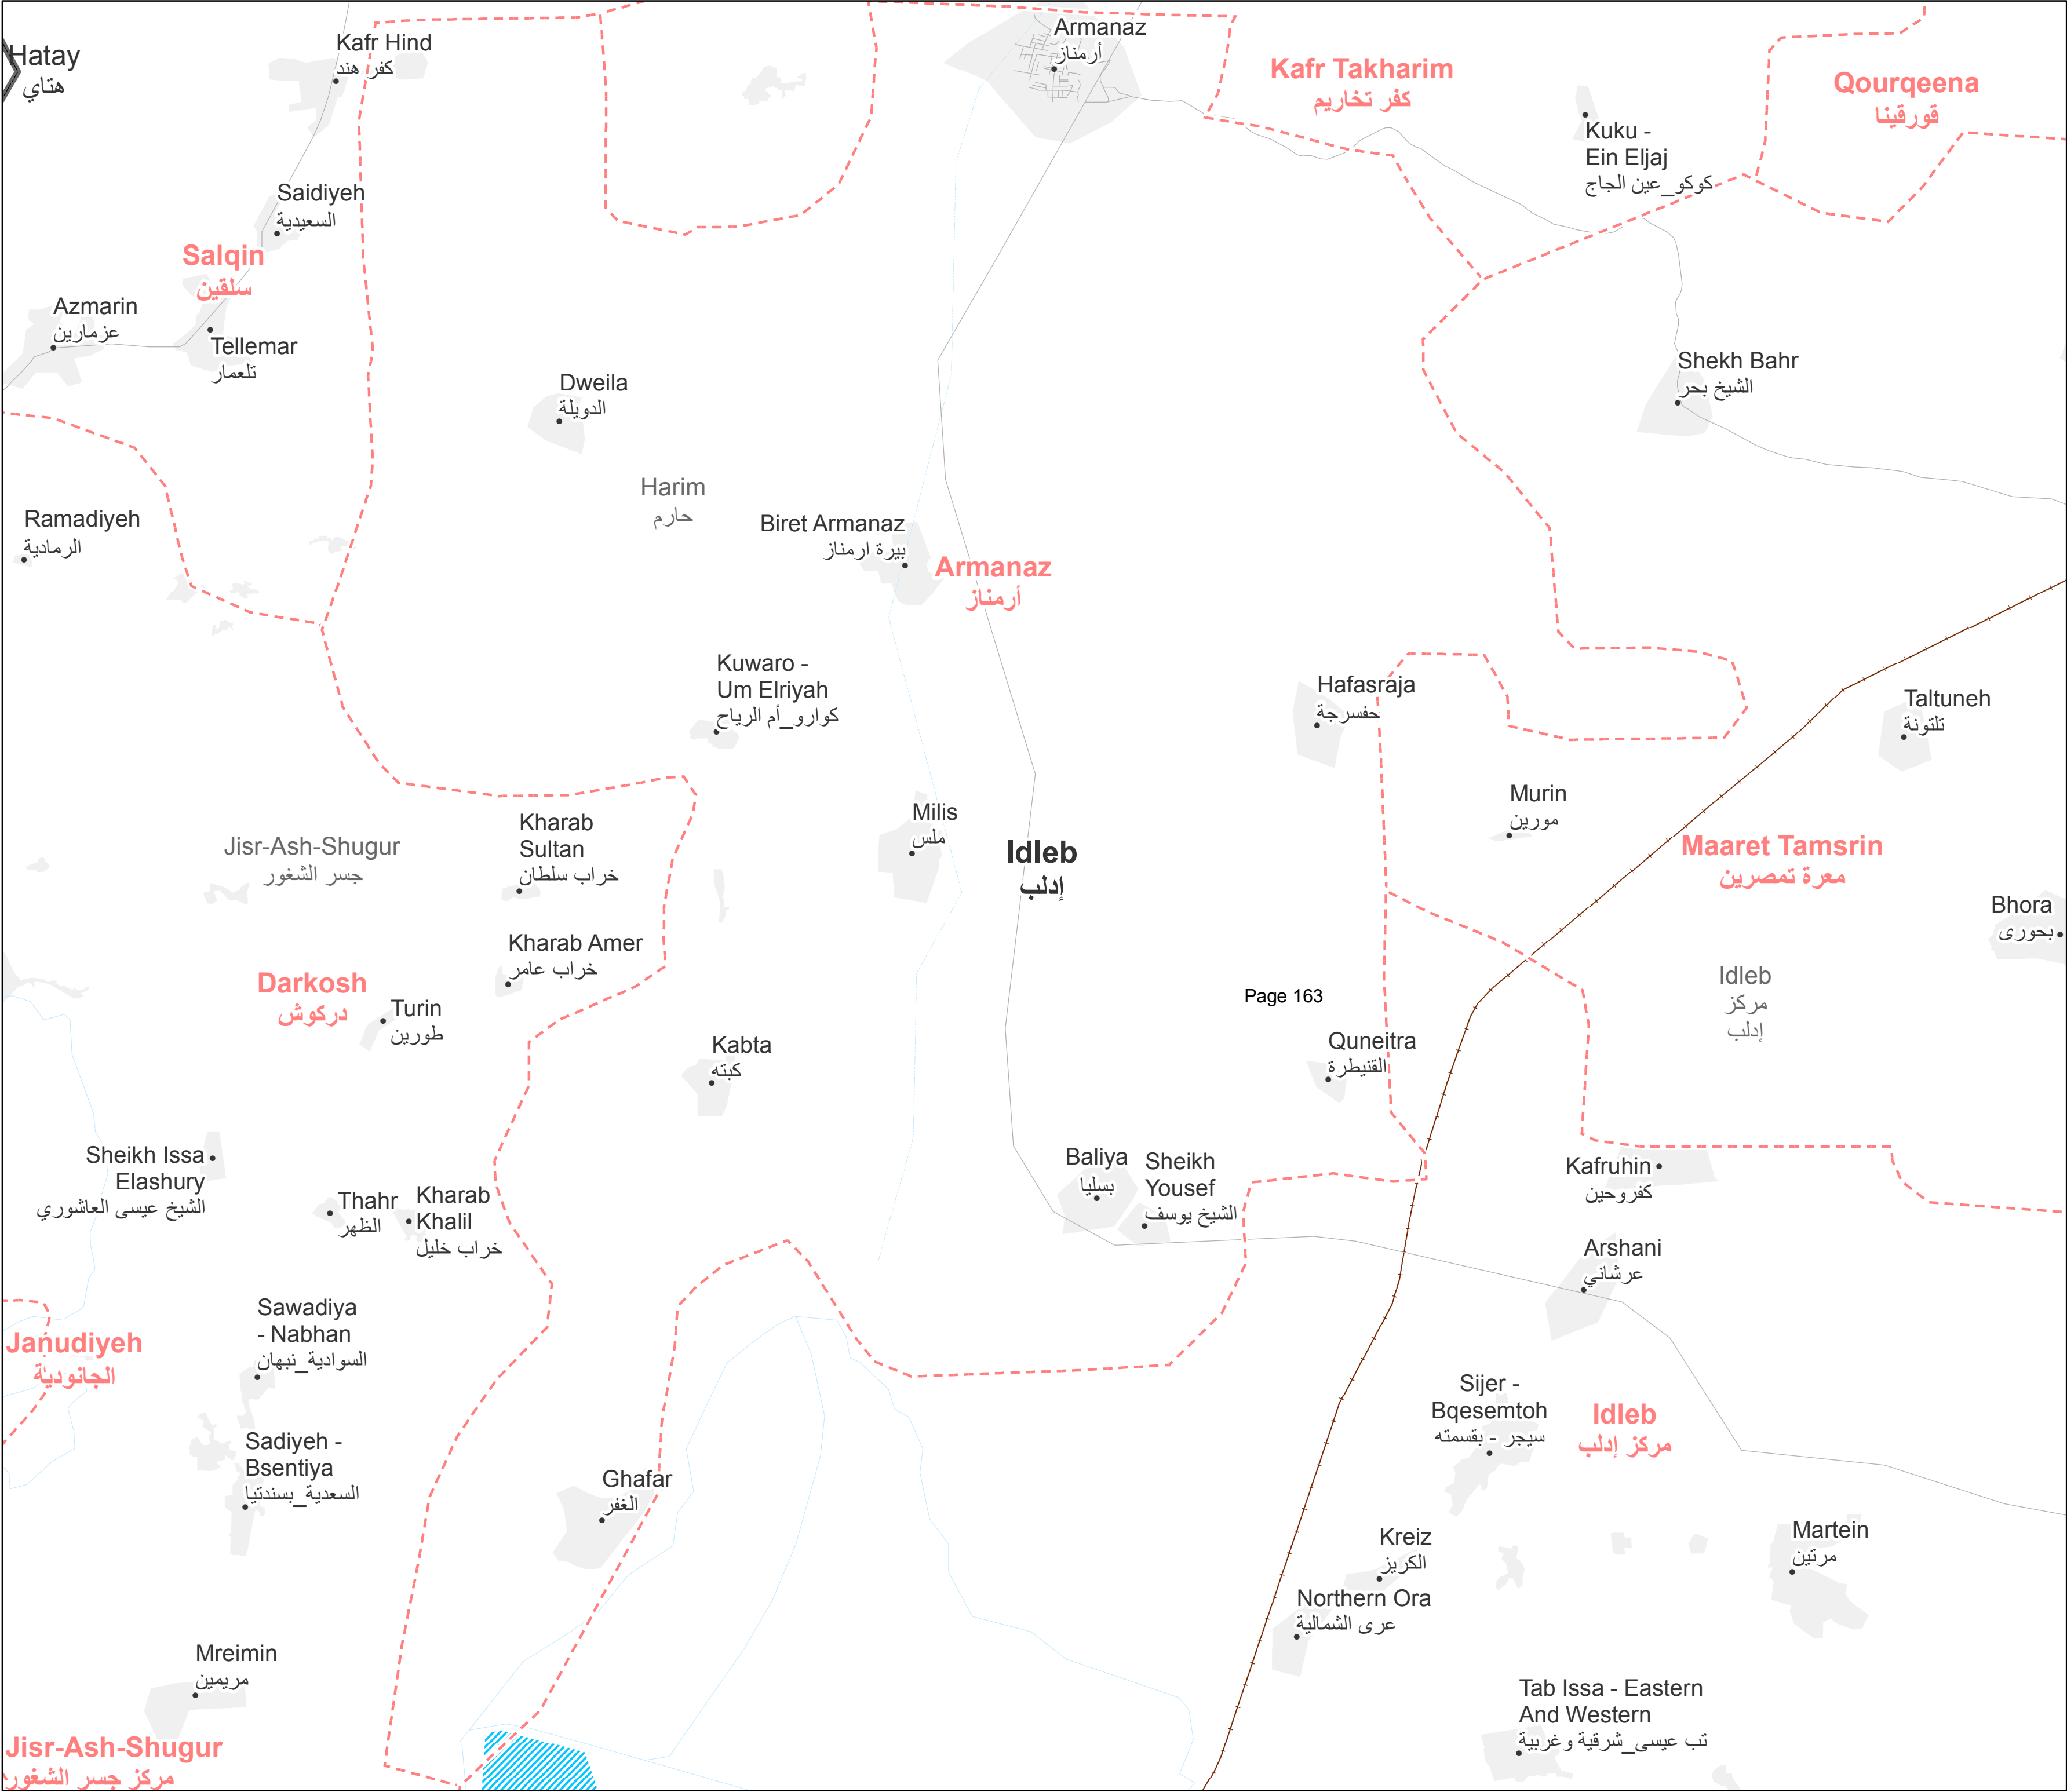 Hatay
هتاي
Kafr Hind
كفر هند
Armanaz
أرمناز
Kafr Takharim
كفر تخاريم
Qourqeena
قورقينا
Kuku -
Ein Eljaj
كوكو_عين الجاج
Saidiyeh
السعيدية
Salqin
سلقين
Azmarin
عزمارين
Tellemar
تلعمار
Dweila
الدويلة
Shekh Bahr
الشيخ بحر
Harim
حارم
Ramadiyeh
الرمادية
Biret Armanaz
بيرة ارمناز
Armanaz
أرمناز
Kuwaro -
Um Elriyah
كوارو_أم الرياح
Hafasraja
حفسرجة
Taltuneh
تلتونة
Murin
مورين
Milis
ملس
Idleb
إدلب
Maaret Tamsrin
معرة تمصرين
Jisr-Ash-Shugur
جسر الشغور
Kharab
Sultan
خراب سلطان
Bhora
بحورى
Kharab Amer
خراب عامر
Darkosh
دركوش
Turin
طورين
Idleb
مركز
إدلب
Page 163
Kabta
كبته
Quneitra
القنيطرة
Sheikh Issa
Elashury
الشيخ عيسى العاشوري
Baliya
بسليا
Sheikh
Yousef
الشيخ يوسف
Kafruhin
كفروحين
Thahr
الظهر
Kharab
Khalil
خراب خليل
Arshani
عرشاني
Sawadiya
- Nabhan
السوادية_نبهان
Janudiyeh
الجانودية
Sijer -
Bqesemtoh
سيجر - بقسمته
Idleb
مركز إدلب
Sadiyeh -
Bsentiya
السعدية_بسندتيا
Ghafar
الغفر
Kreiz
الكريز
Martein
مرتين
Northern Ora
عرى الشمالية
Mreimin
مريمين
Tab Issa - Eastern
And Western
تب عيسى_شرقية وغربية
Jisr-Ash-Shugur
مركز جسر الشغور